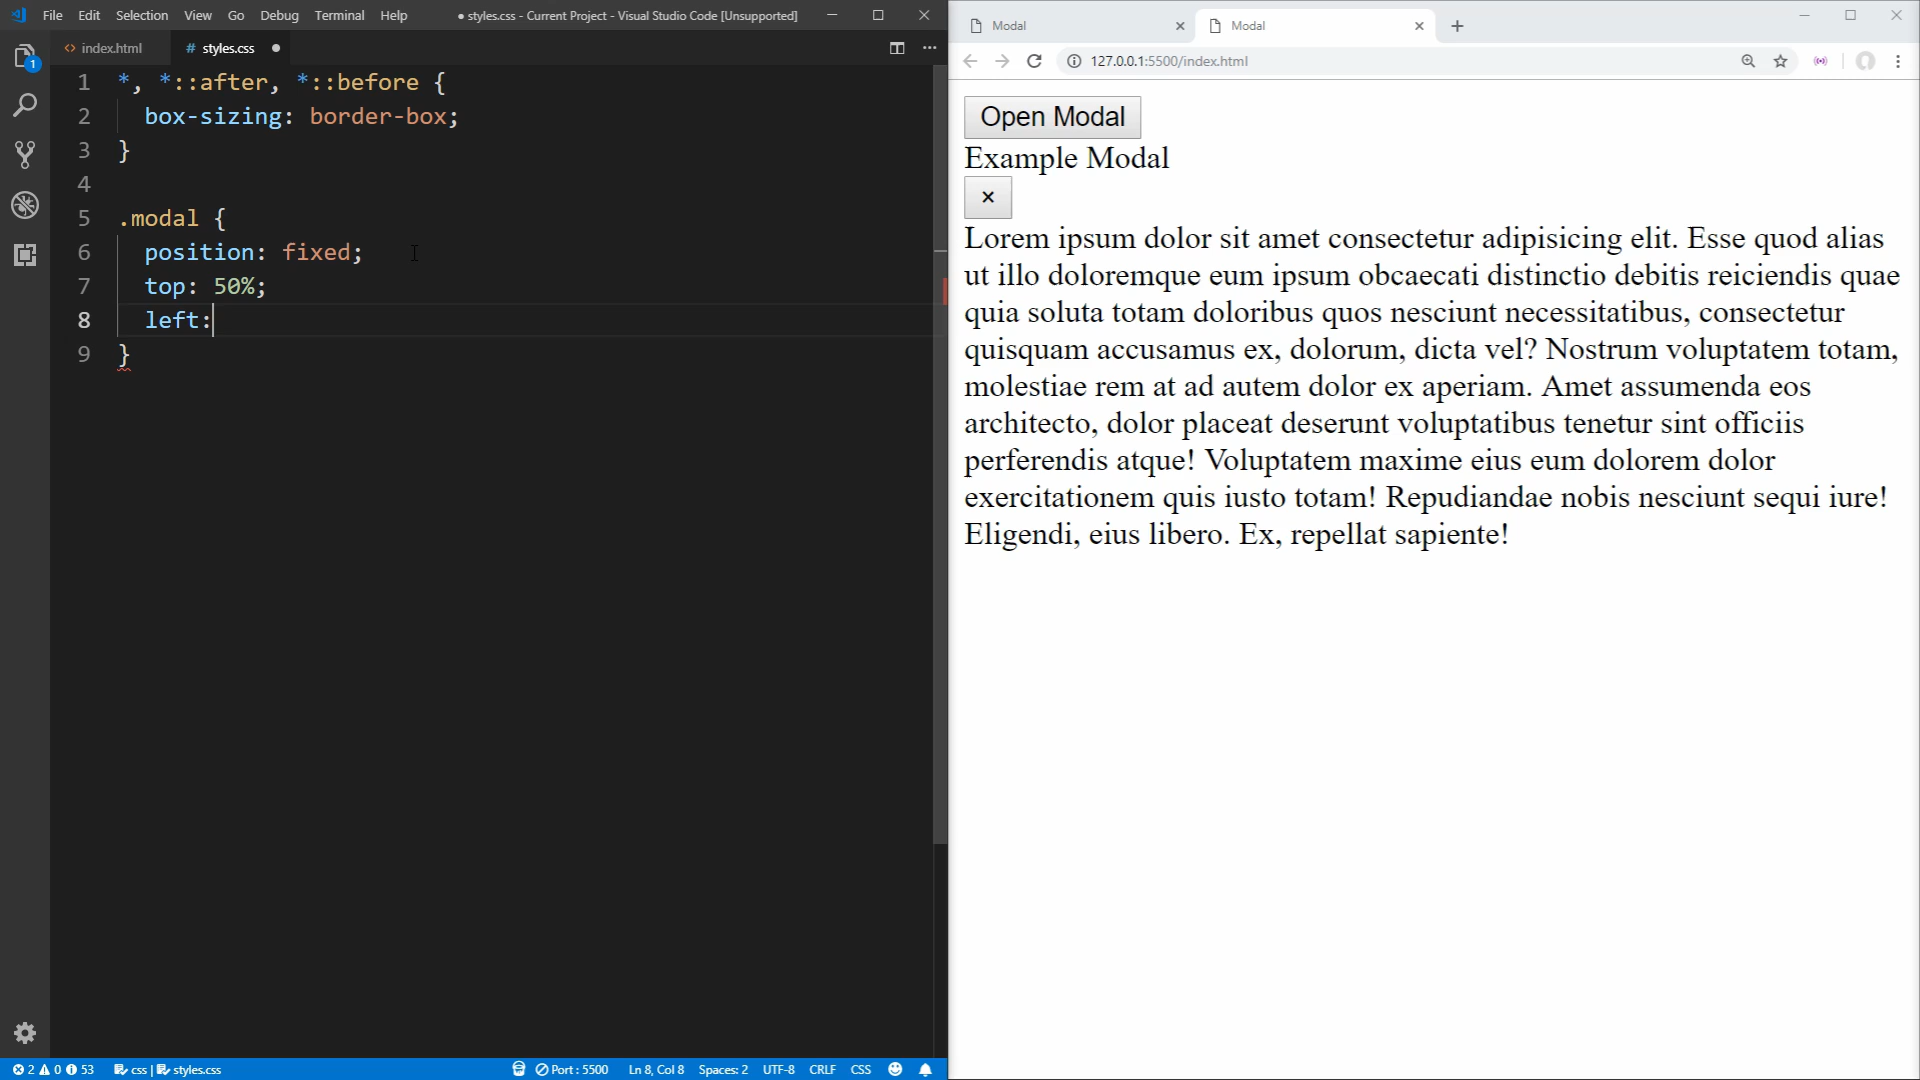 File Edit Selection View Go Debug Terminal Help ● styles.css - Current Project - Visual Studio Code [Unsupported]
<> index.html # styles.css ●
1
1 *, *::after, *::before {
2 box-sizing: border-box;
3 }
4
5 .modal {
6 position: fixed;
7 top: 50%;
8 left:
9 }
2 0 53 css | styles.css Port : 5500 Ln 8, Col 8 Spaces: 2 UTF-8 CRLF CSS
Modal Modal
127.0.0.1:5500/index.html
Open Modal
Example Modal
×
Lorem ipsum dolor sit amet consectetur adipisicing elit. Esse quod alias
ut illo doloremque eum ipsum obcaecati distinctio debitis reiciendis quae
quia soluta totam doloribus quos nesciunt necessitatibus, consectetur
quisquam accusamus ex, dolorum, dicta vel? Nostrum voluptatem totam,
molestiae rem at ad autem dolor ex aperiam. Amet assumenda eos
architecto, dolor placeat deserunt voluptatibus tenetur sint officiis
perferendis atque! Voluptatem maxime eius eum dolorem dolor
exercitationem quis iusto totam! Repudiandae nobis nesciunt sequi iure!
Eligendi, eius libero. Ex, repellat sapiente!